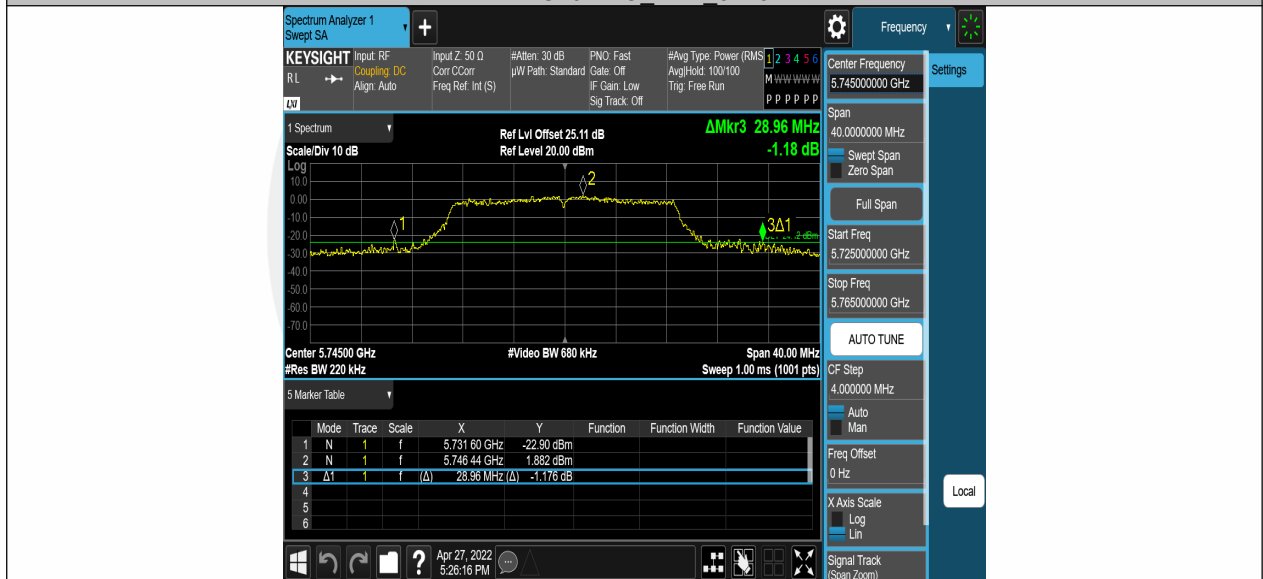 Spectrum Analyzer 1
Swept SA
+
Frequency
KEYSIGHT
RL
LXI
Input: RF
Coupling: DC
Align: Auto
Input Z: 50 Ω
Corr CCorr
Freq Ref: Int (S)
#Atten: 30 dB
µW Path: Standard
PNO: Fast
Gate: Off
IF Gain: Low
Sig Track: Off
#Avg Type: Power (RMS
Avg|Hold: 100/100
Trig: Free Run
1 2 3 4 5 6
M W W W W W
P P P P P P
Center Frequency
5.745000000 GHz
Settings
Span
40.0000000 MHz
Swept Span
Zero Span
Full Span
Start Freq
5.725000000 GHz
Stop Freq
5.765000000 GHz
AUTO TUNE
CF Step
4.000000 MHz
Auto
Man
Freq Offset
0 Hz
X Axis Scale
Log
Lin
Signal Track
(Span Zoom)
Local
1 Spectrum
Scale/Div 10 dB
Ref Lvl Offset 25.11 dB
Ref Level 20.00 dBm
ΔMkr3 28.96 MHz
-1.18 dB
Log
10.0
0.00
-10.0
-20.0
-30.0
-40.0
-50.0
-60.0
-70.0
1
2
3Δ1
Center 5.74500 GHz
#Video BW 680 kHz
Span 40.00 MHz
#Res BW 220 kHz
Sweep 1.00 ms (1001 pts)
5 Marker Table
Mode Trace Scale X Y Function Function Width Function Value
1 N 1 f 5.731 60 GHz -22.90 dBm
2 N 1 f 5.746 44 GHz 1.882 dBm
3 Δ1 1 f (Δ) 28.96 MHz (Δ) -1.176 dB
4
5
6
?
Apr 27, 2022
5:26:16 PM